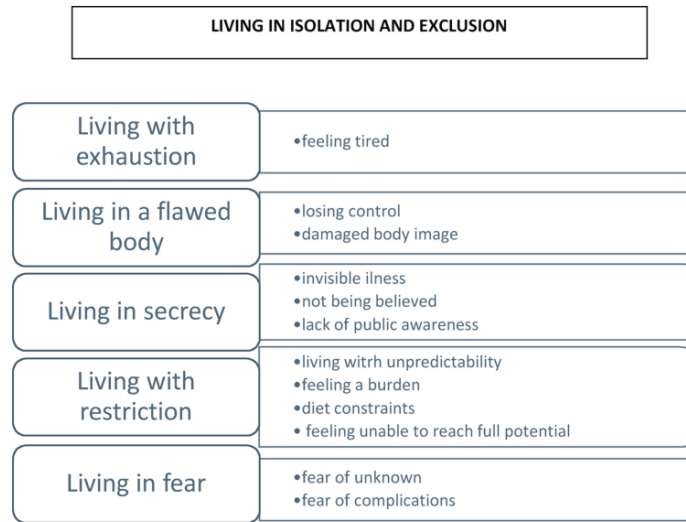 LIVING IN ISOLATION AND EXCLUSION
Living with
exhaustion
•feeling tired
Living in a flawed
body
•losing control
•damaged body image
Living in secrecy
•invisible ilness
•not being believed
•lack of public awareness
Living with
restriction
•living witrh unpredictability
•feeling a burden
•diet constraints
• feeling unable to reach full potential
Living in fear
•fear of unknown
•fear of complications